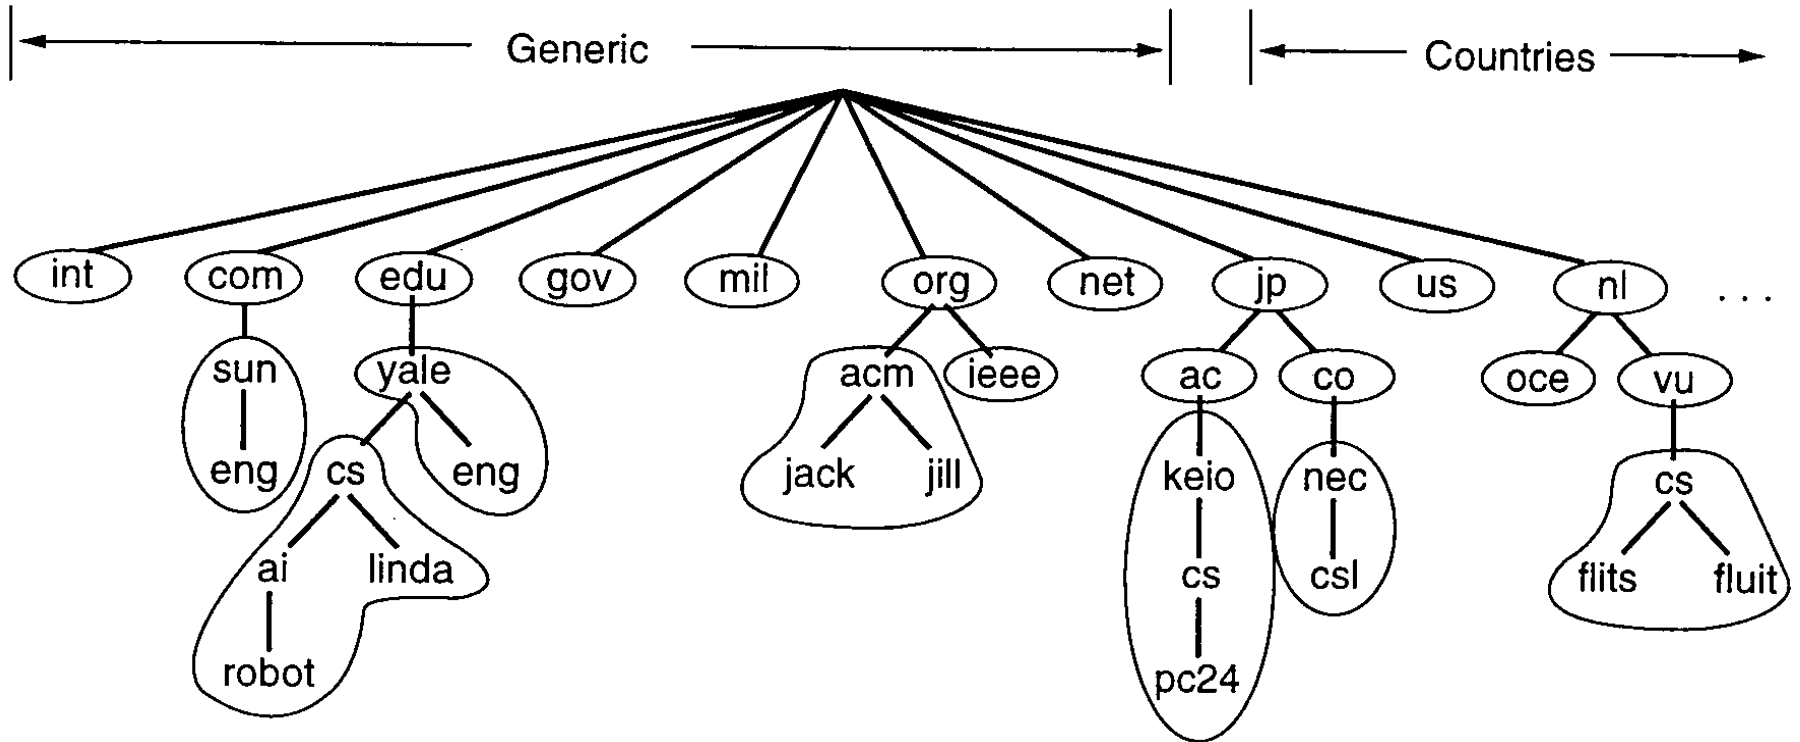 Generic Countries
int com edu gov mil org net jp us nl . . .
sun yale acm ieee ac co oce vu
eng cs eng jack jill keio nec cs
ai linda cs csl flits fluit
robot pc24